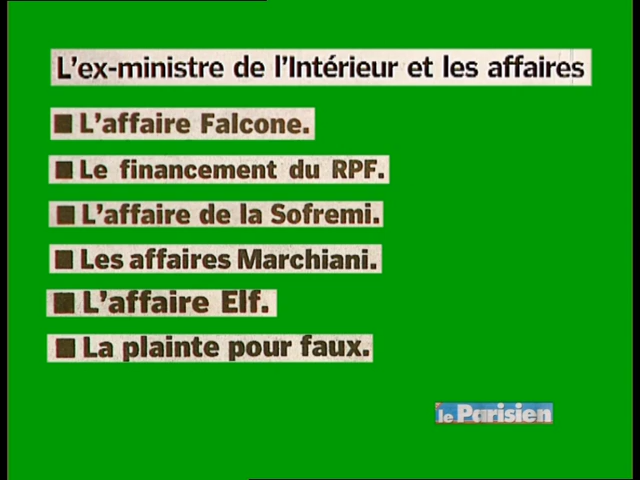 L'ex-ministre de l'Intérieur et les affaires
■ L'affaire Falcone.
■ Le financement du RPF.
■ L'affaire de la Sofremi.
■ Les affaires Marchiani.
■ L'affaire Elf.
■ La plainte pour faux.
le Parisien